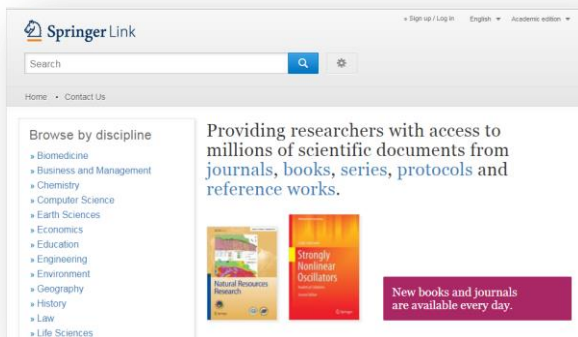 » Sign up / Log in English Academic edition
Springer Link
Search
Home • Contact Us
Browse by discipline
» Biomedicine
» Business and Management
» Chemistry
» Computer Science
» Earth Sciences
» Economics
» Education
» Engineering
» Environment
» Geography
» History
» Law
» Life Sciences
Providing researchers with access to
millions of scientific documents from
journals, books, series, protocols and
reference works.
Natural Resources
Research
Strongly
Nonlinear
Oscillators
Springer
New books and journals
are available every day.